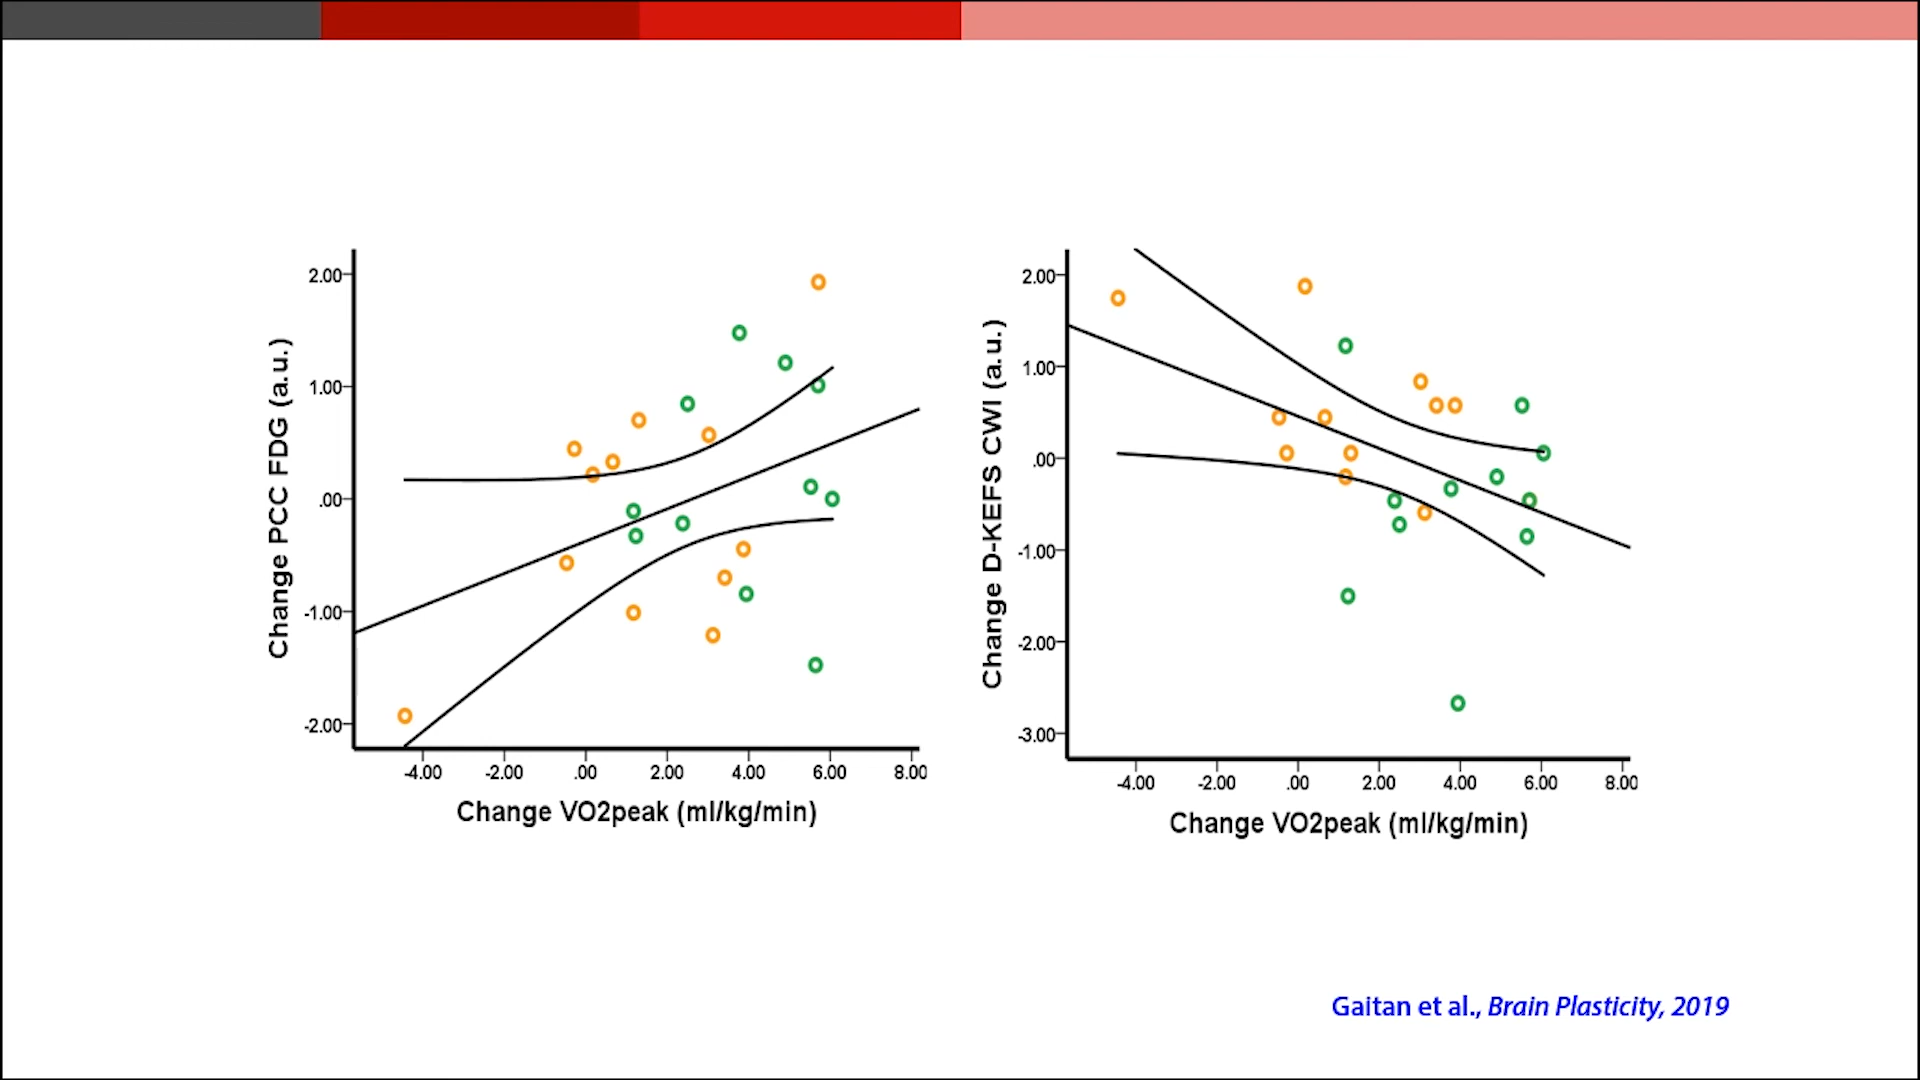 2.00
1.00
.00
-1.00
-2.00
Change PCC FDG (a.u.)
-4.00 -2.00 .00 2.00 4.00 6.00 8.00
Change VO2peak (ml/kg/min)
2.00
1.00
.00
-1.00
-2.00
-3.00
Change D-KEFS CWI (a.u.)
-4.00 -2.00 .00 2.00 4.00 6.00 8.00
Change VO2peak (ml/kg/min)
Gaitan et al., Brain Plasticity, 2019